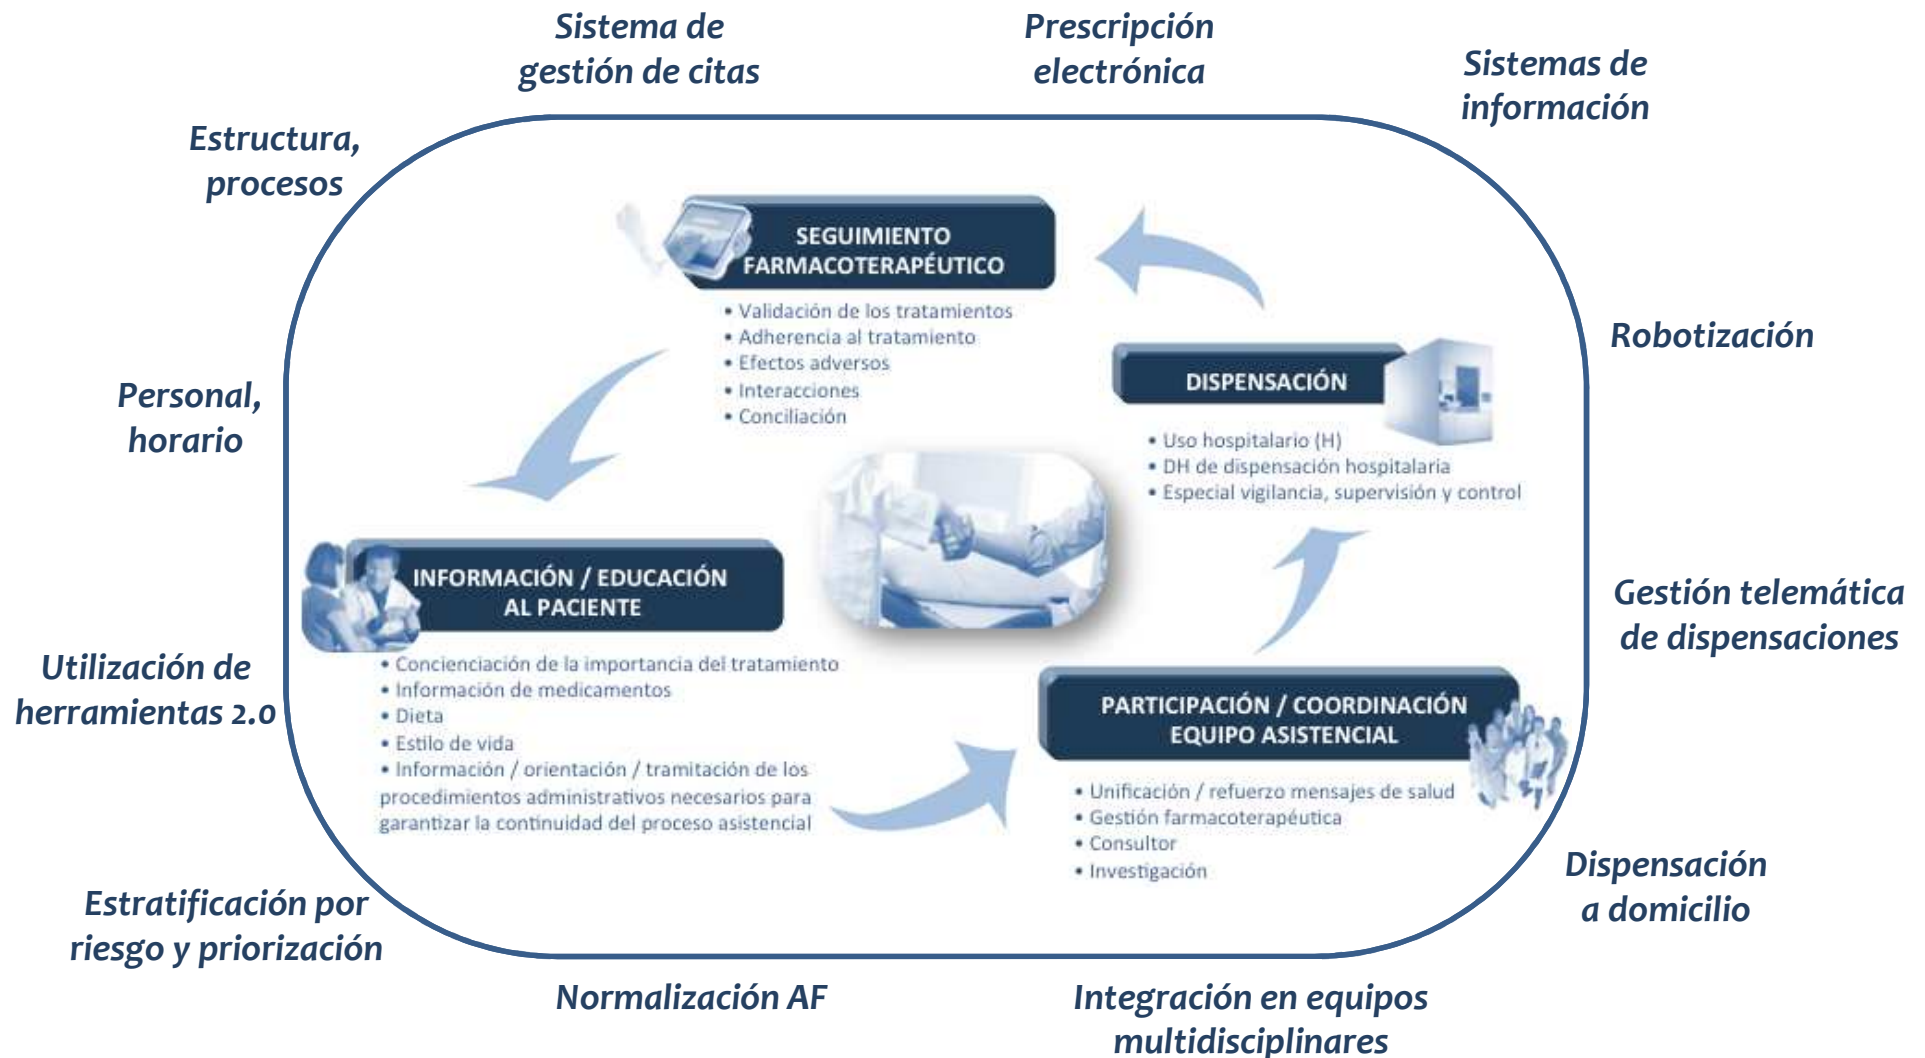 Sistema de
gestión de citas
Prescripción
electrónica
Sistemas de
información
Estructura,
procesos
SEGUIMIENTO
FARMACOTERAPÉUTICO
• Validación de los tratamientos
• Adherencia al tratamiento
• Efectos adversos
• Interacciones
• Conciliación
Robotización
DISPENSACIÓN
• Uso hospitalario (H)
• DH de dispensación hospitalaria
• Especial vigilancia, supervisión y control
Personal,
horario
INFORMACIÓN / EDUCACIÓN
AL PACIENTE
• Concienciación de la importancia del tratamiento
• Información de medicamentos
• Dieta
• Estilo de vida
• Información / orientación / tramitación de los
procedimientos administrativos necesarios para
garantizar la continuidad del proceso asistencial
Gestión telemática
de dispensaciones
Utilización de
herramientas 2.0
PARTICIPACIÓN / COORDINACIÓN
EQUIPO ASISTENCIAL
• Unificación / refuerzo mensajes de salud
• Gestión farmacoterapéutica
• Consultor
• Investigación
Dispensación
a domicilio
Estratificación por
riesgo y priorización
Normalización AF
Integración en equipos
multidisciplinares